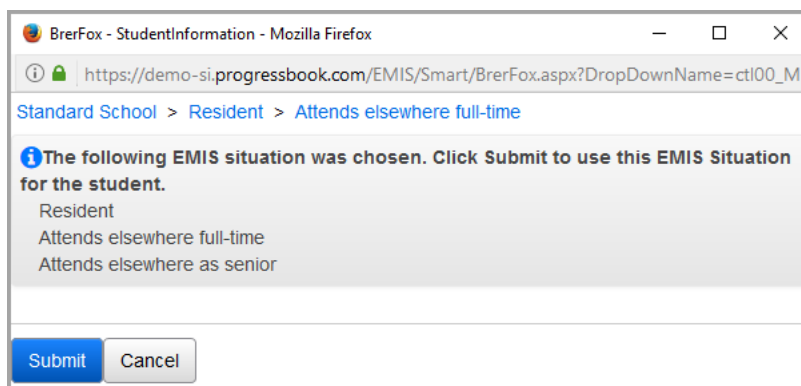 BrerFox - StudentInformation - Mozilla Firefox
https://demo-si.progressbook.com/EMIS/Smart/BrerFox.aspx?DropDownName=ctl00_M
Standard School > Resident > Attends elsewhere full-time
The following EMIS situation was chosen. Click Submit to use this EMIS Situation
for the student.
Resident
Attends elsewhere full-time
Attends elsewhere as senior
Submit Cancel